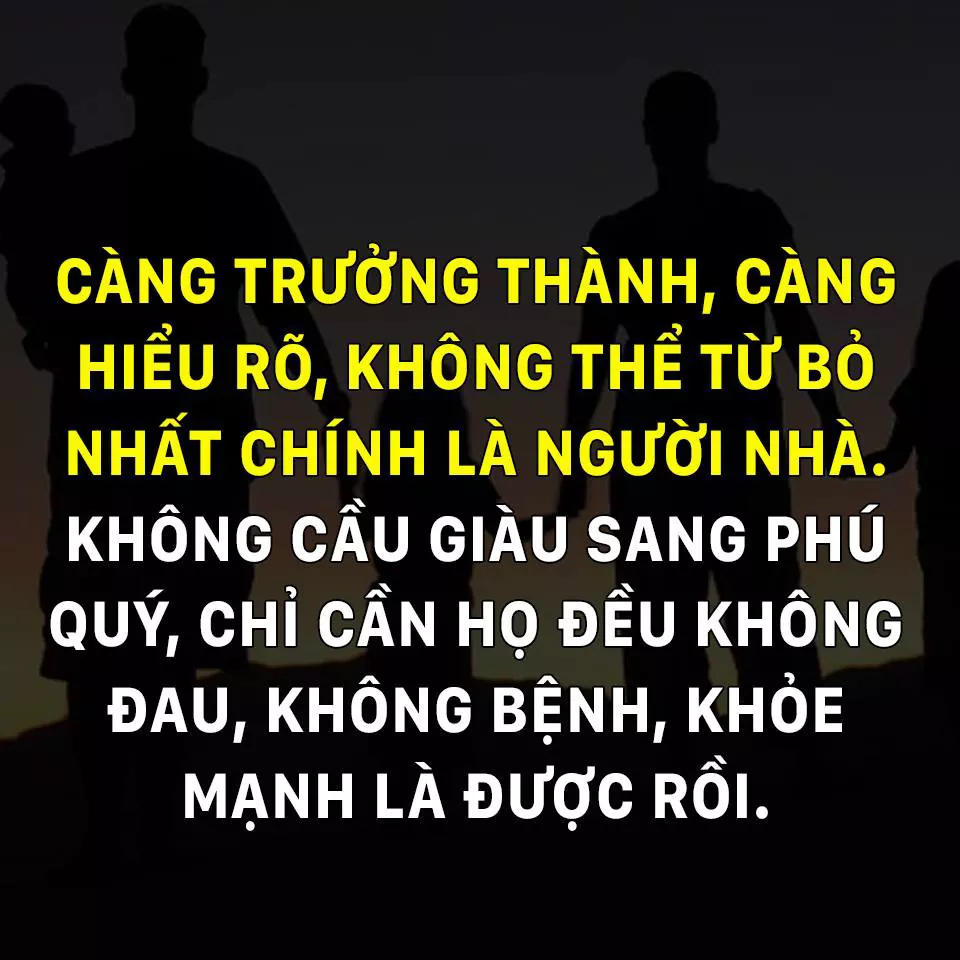 CÀNG TRƯỞNG THÀNH, CÀNG
HIỂU RÕ, KHÔNG THỂ TỪ BỎ
NHẤT CHÍNH LÀ NGƯỜI NHÀ.
KHÔNG CẦU GIÀU SANG PHÚ
QUÝ, CHỈ CẦN HỌ ĐỀU KHÔNG
ĐAU, KHÔNG BỆNH, KHỎE
MẠNH LÀ ĐƯỢC RỒI.